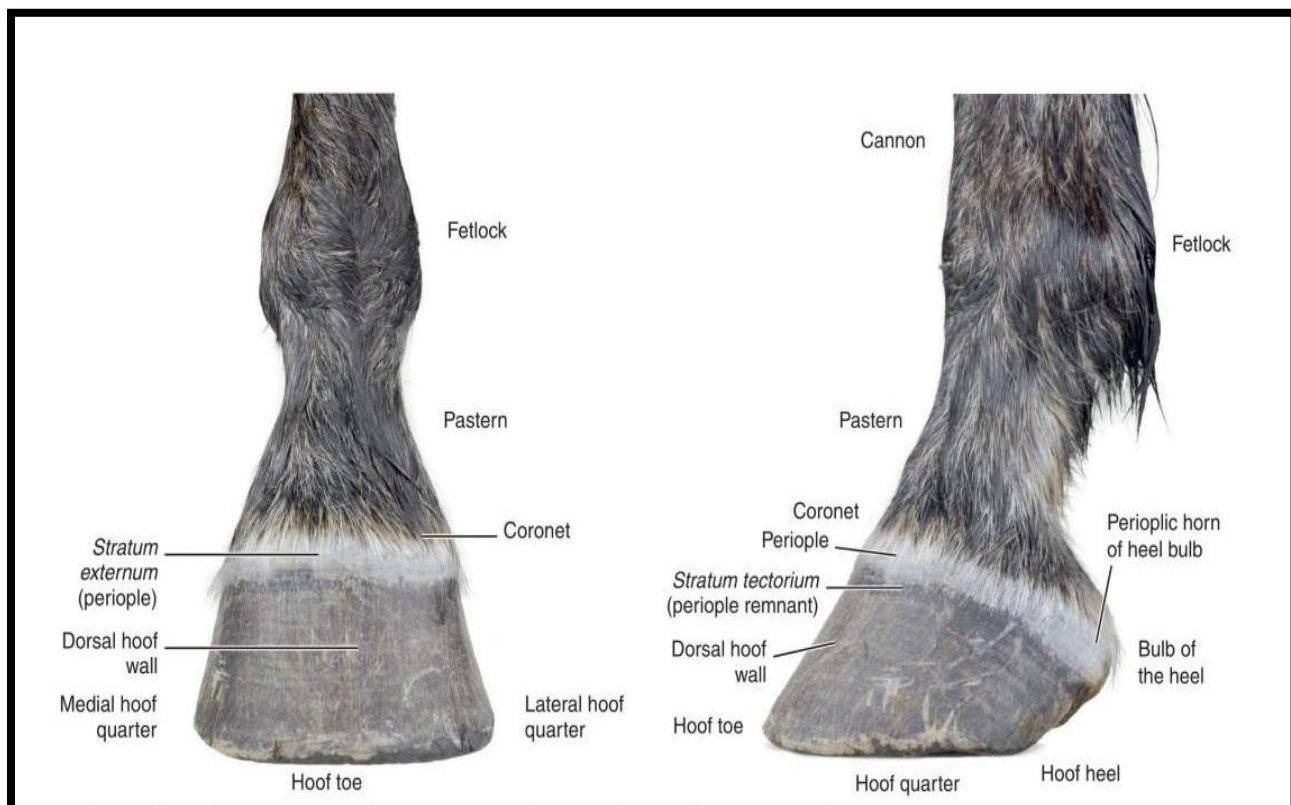 Fetlock
Pastern
Coronet
Stratum
externum
(periople)
Dorsal hoof
wall
Medial hoof
quarter
Lateral hoof
quarter
Hoof toe
Cannon
Fetlock
Pastern
Coronet
Periople
Perioplic horn
of heel bulb
Stratum tectorium
(periople remnant)
Dorsal hoof
wall
Bulb of
the heel
Hoof toe
Hoof quarter
Hoof heel